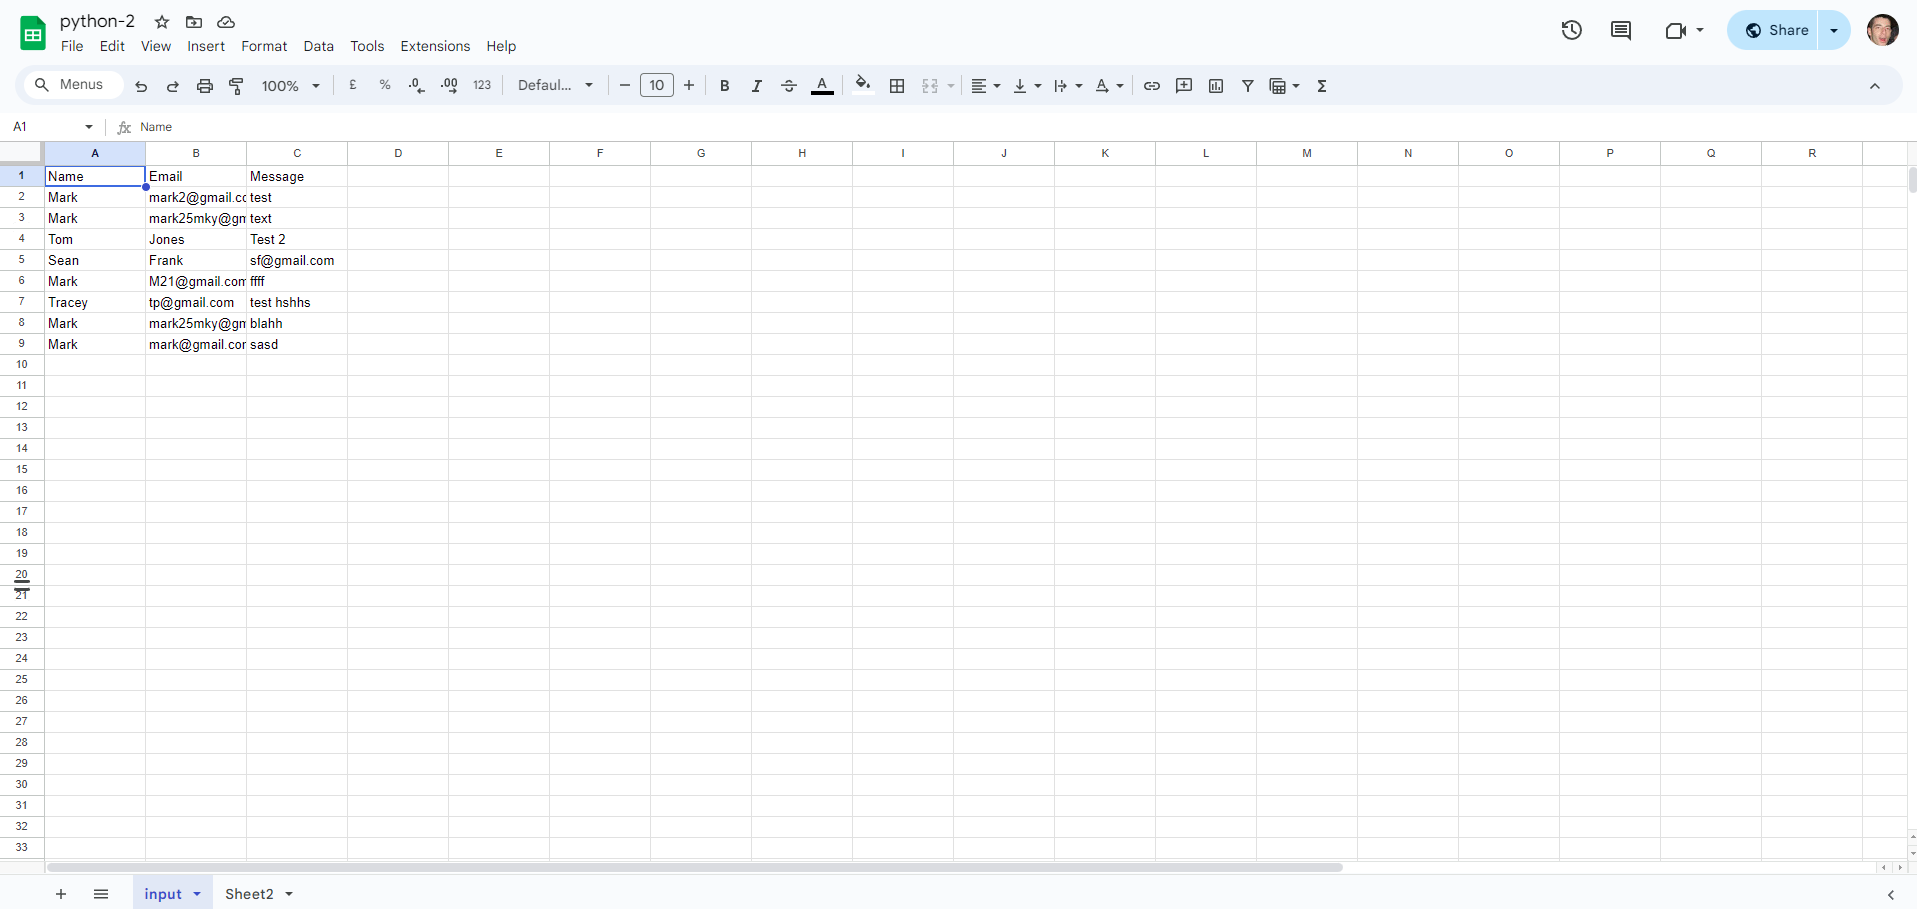 python-2
File Edit View Insert Format Data Tools Extensions Help
Share
Menus 100% £ % .0 .00 123 Defaul... 10 B I A A Σ
A1 fx Name
A B C D E F G H I J K L M N O P Q R
1 Name Email Message
2 Mark mark2@gmail.co test
3 Mark mark25mky@gm text
4 Tom Jones Test 2
5 Sean Frank sf@gmail.com
6 Mark M21@gmail.com ffff
7 Tracey tp@gmail.com test hshhs
8 Mark mark25mky@gm blahh
9 Mark mark@gmail.com sasd
10
11
12
13
14
15
16
17
18
19
20
21
22
23
24
25
26
27
28
29
30
31
32
33
input Sheet2